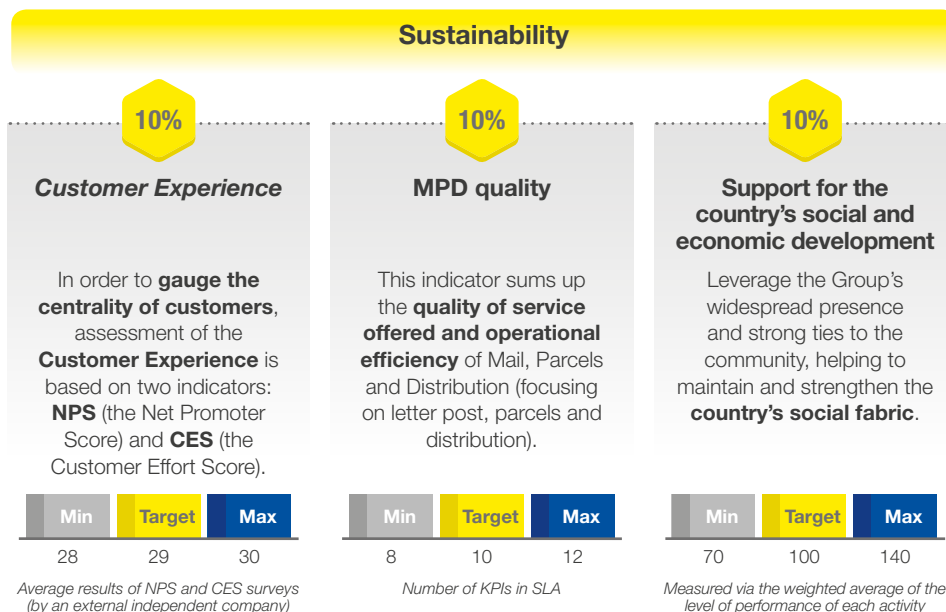 Sustainability
10%
Customer Experience
In order to gauge the
centrality of customers,
assessment of the
Customer Experience is
based on two indicators:
NPS (the Net Promoter
Score) and CES (the
Customer Effort Score).
Min Target Max
28 29 30
Average results of NPS and CES surveys
(by an external independent company)
10%
MPD quality
This indicator sums up
the quality of service
offered and operational
efficiency of Mail, Parcels
and Distribution (focusing
on letter post, parcels and
distribution).
Min Target Max
8 10 12
Number of KPIs in SLA
10%
Support for the
country's social and
economic development
Leverage the Group's
widespread presence
and strong ties to the
community, helping to
maintain and strengthen the
country's social fabric.
Min Target Max
70 100 140
Measured via the weighted average of the
level of performance of each activity